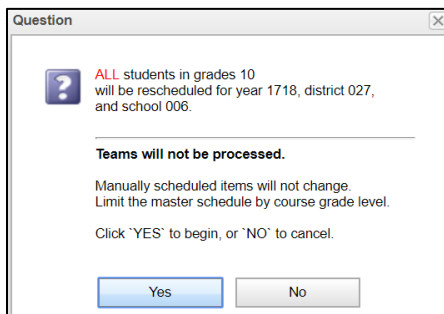 Question
ALL students in grades 10
will be rescheduled for year 1718, district 027,
and school 006.
Teams will not be processed.
Manually scheduled items will not change.
Limit the master schedule by course grade level.
Click `YES` to begin, or `NO` to cancel.
Yes
No